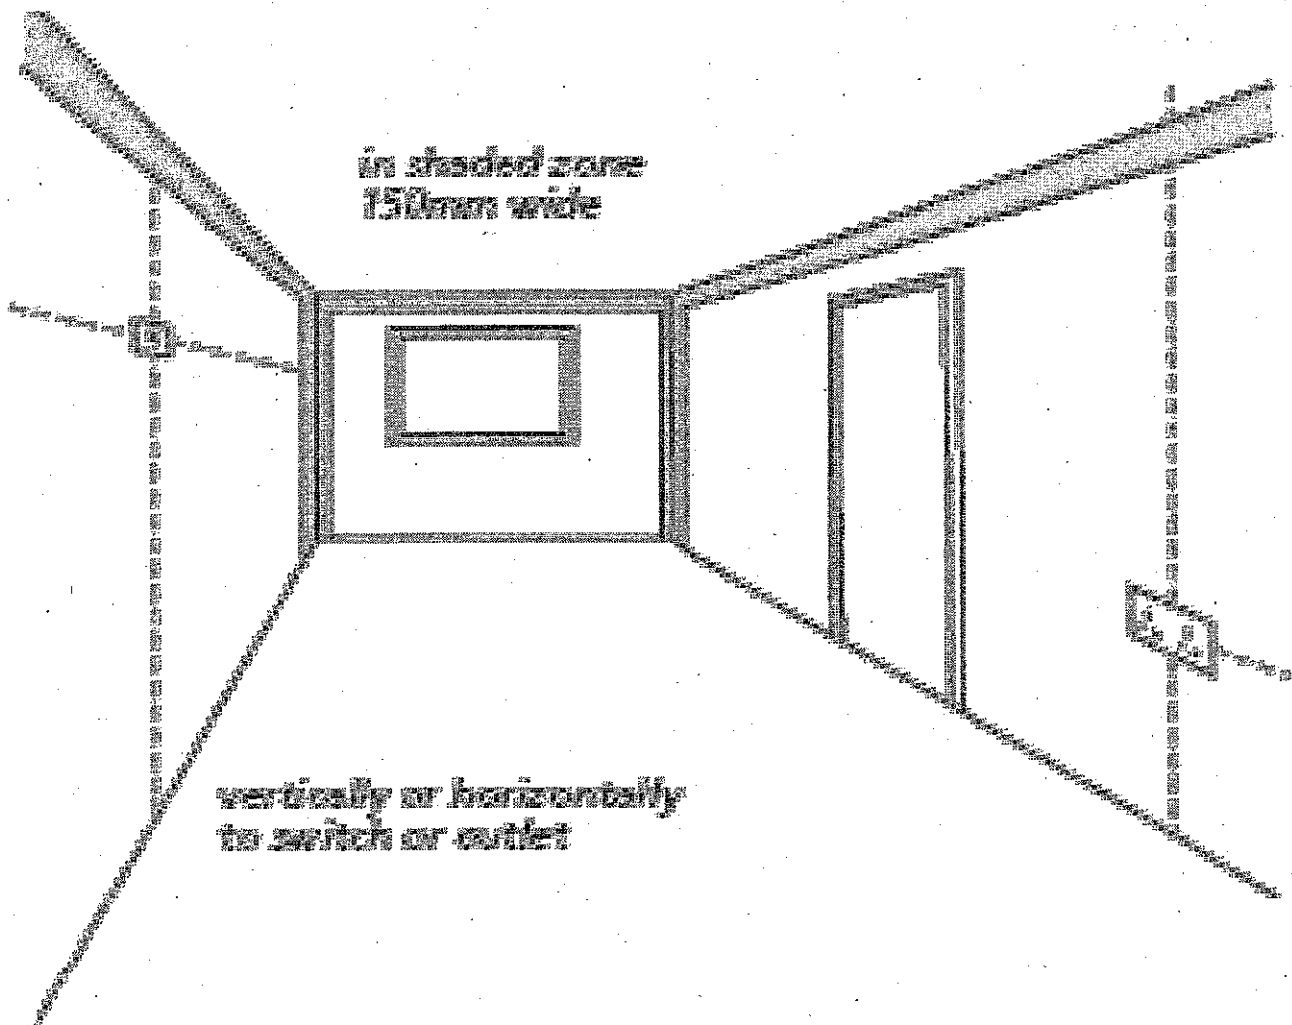 in shaded zone
150mm wide
vertically or horizontally
to switch or outlet